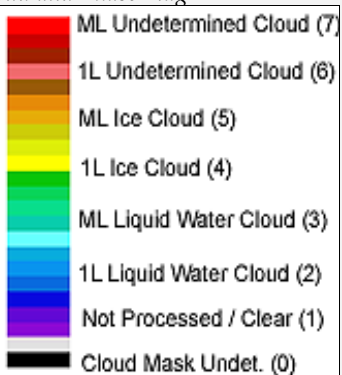 ML Undetermined Cloud (7)
1L Undetermined Cloud (6)
ML Ice Cloud (5)
1L Ice Cloud (4)
ML Liquid Water Cloud (3)
1L Liquid Water Cloud (2)
Not Processed / Clear (1)
Cloud Mask Undet. (0)